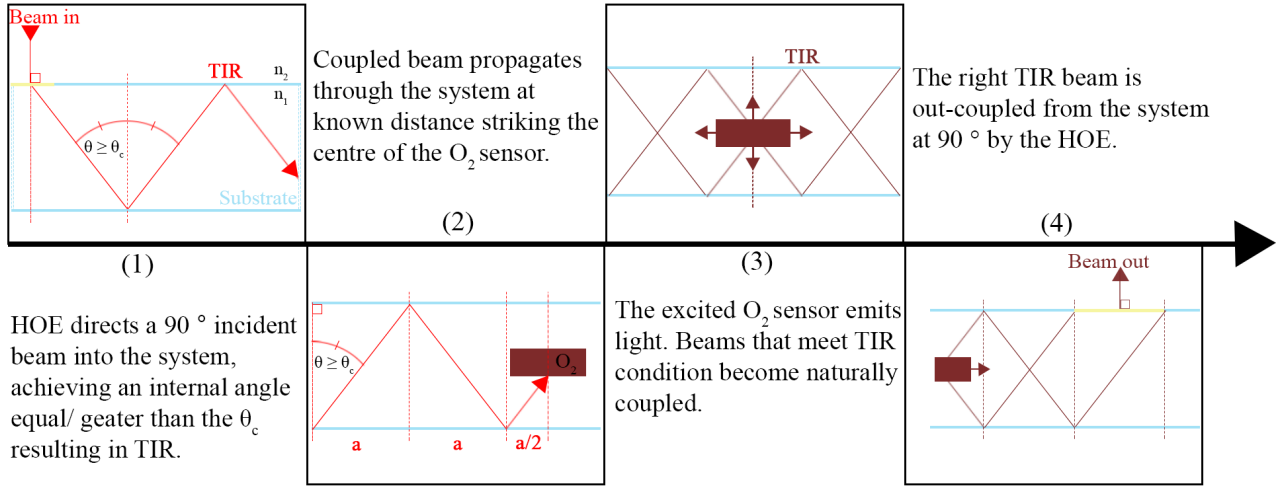 Beam in
TIR
n2
n1
θ ≥ θc
Substrate
(1)
HOE directs a 90 ° incident
beam into the system,
achieving an internal angle
equal/ greater than the θc
resulting in TIR.
Coupled beam propagates
through the system at
known distance striking the
centre of the O2 sensor.
(2)
θ ≥ θc
O2
a
a
a/2
TIR
(3)
The excited O2 sensor emits
light. Beams that meet TIR
condition become naturally
coupled.
The right TIR beam is
out-coupled from the system
at 90 ° by the HOE.
(4)
Beam out